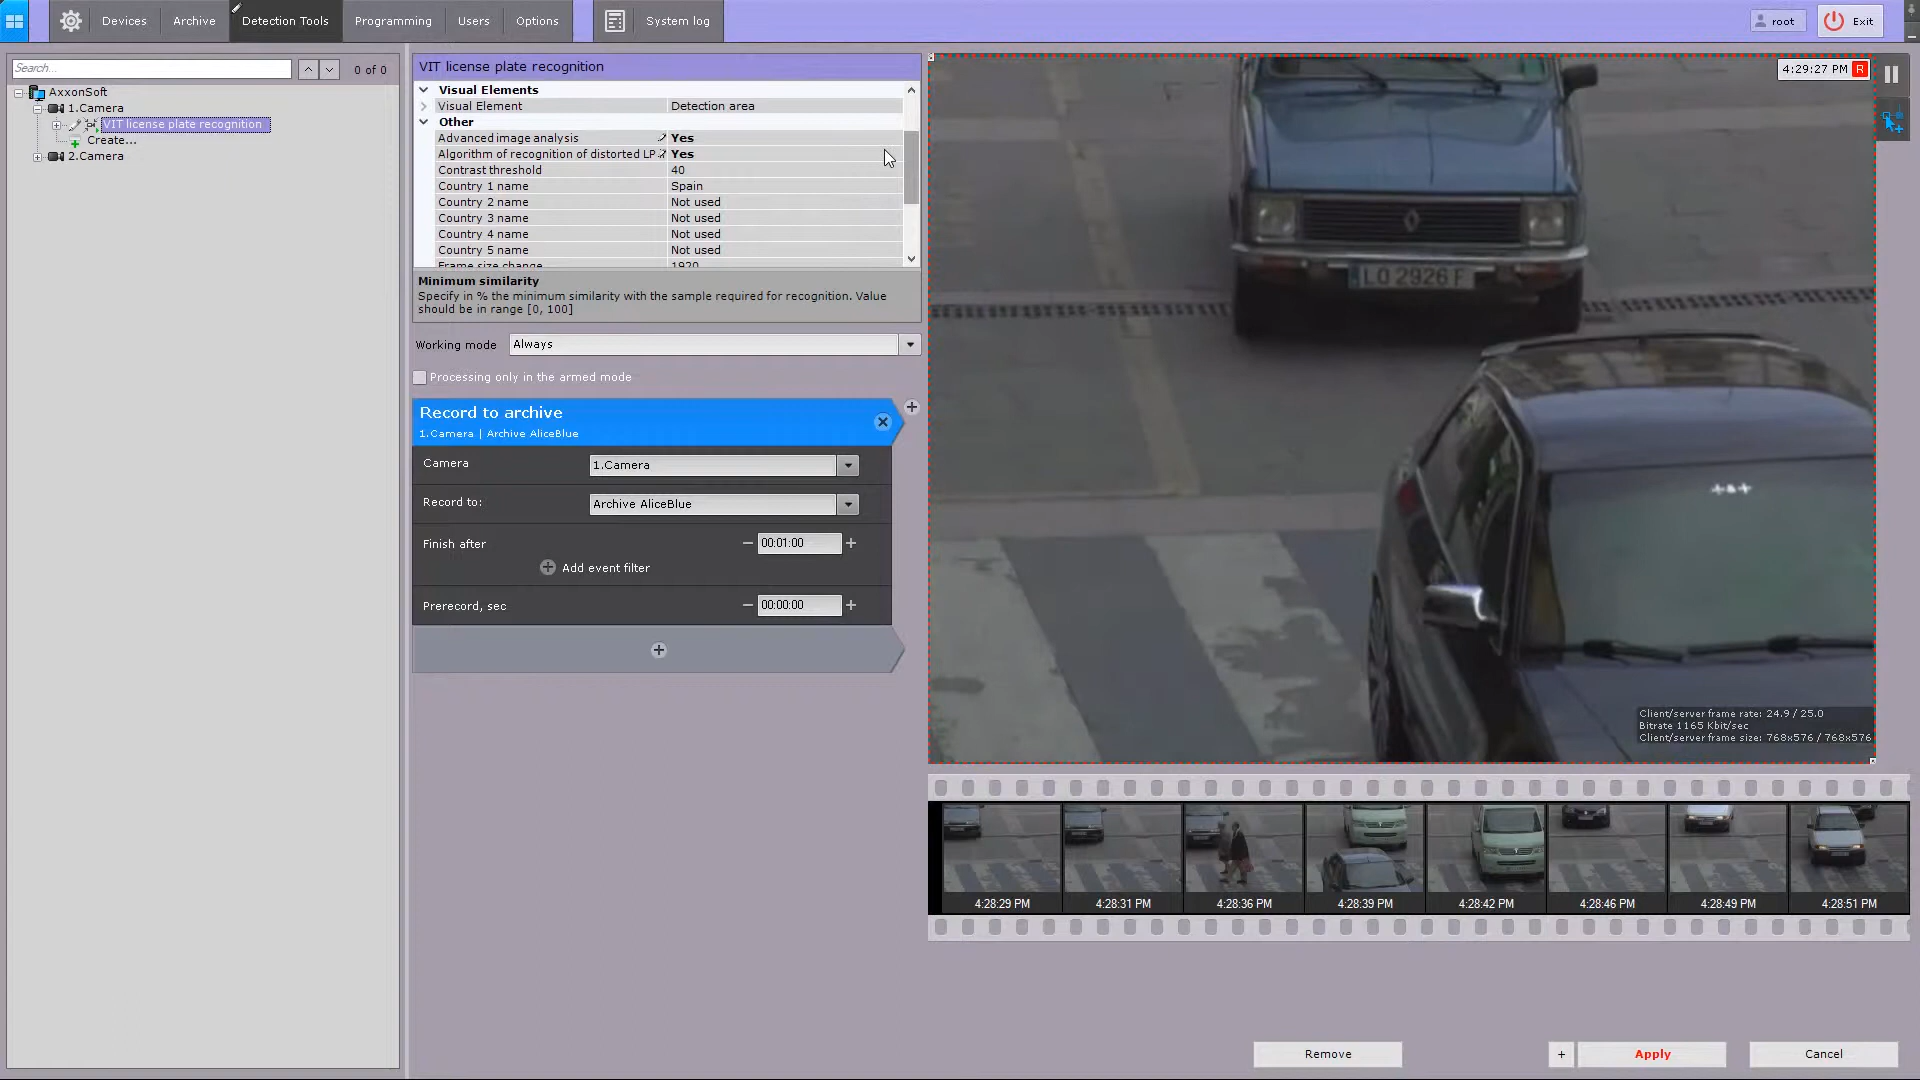 Devices
Archive
Detection Tools
Programming
Users
Options
System log
root
Exit
Search...
0 of 0
AxxonSoft
1.Camera
VIT license plate recognition
Create...
2.Camera
VIT license plate recognition
Visual Elements
Visual Element Detection area
Other
Advanced image analysis Yes
Algorithm of recognition of distorted LP Yes
Contrast threshold 40
Country 1 name Spain
Country 2 name Not used
Country 3 name Not used
Country 4 name Not used
Country 5 name Not used
Frame size change 1920
Minimum similarity
Specify in % the minimum similarity with the sample required for recognition. Value
should be in range [0, 100]
Working mode Always
Processing only in the armed mode
Record to archive
1.Camera | Archive AliceBlue
Camera 1.Camera
Record to: Archive AliceBlue
Finish after 00:01:00
Add event filter
Prerecord, sec 00:00:00
4:29:27 PM R
LO 2926 F
Client/server frame rate: 24.9 / 25.0
Bitrate 1165 Kbit/sec
Client/server frame size: 768x576 / 768x576
4:28:29 PM 4:28:31 PM 4:28:36 PM 4:28:39 PM 4:28:42 PM 4:28:46 PM 4:28:49 PM 4:28:51 PM
Remove
+
Apply
Cancel